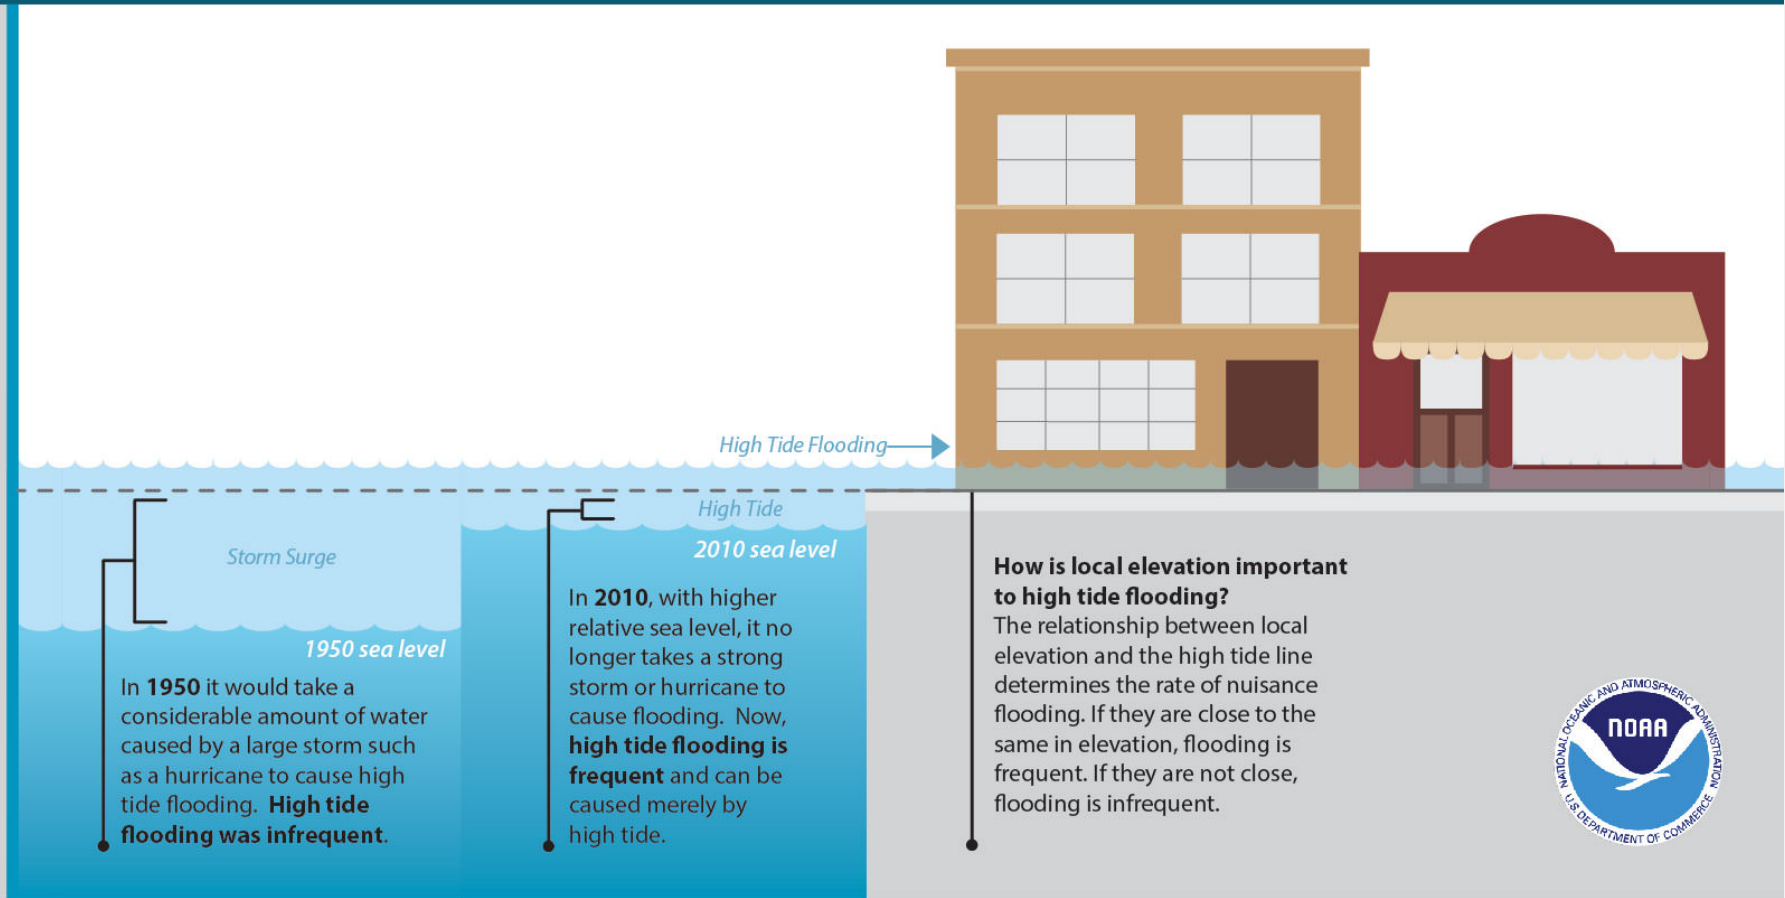 High Tide Flooding
Storm Surge
1950 sea level
In 1950 it would take a
considerable amount of water
caused by a large storm such
as a hurricane to cause high
tide flooding. High tide
flooding was infrequent.
High Tide
2010 sea level
In 2010, with higher
relative sea level, it no
longer takes a strong
storm or hurricane to
cause flooding. Now,
high tide flooding is
frequent and can be
caused merely by
high tide.
How is local elevation important
to high tide flooding?
The relationship between local
elevation and the high tide line
determines the rate of nuisance
flooding. If they are close to the
same in elevation, flooding is
frequent. If they are not close,
flooding is infrequent.
NATIONAL OCEANIC AND ATMOSPHERIC ADMINISTRATION
NOAA
U.S. DEPARTMENT OF COMMERCE